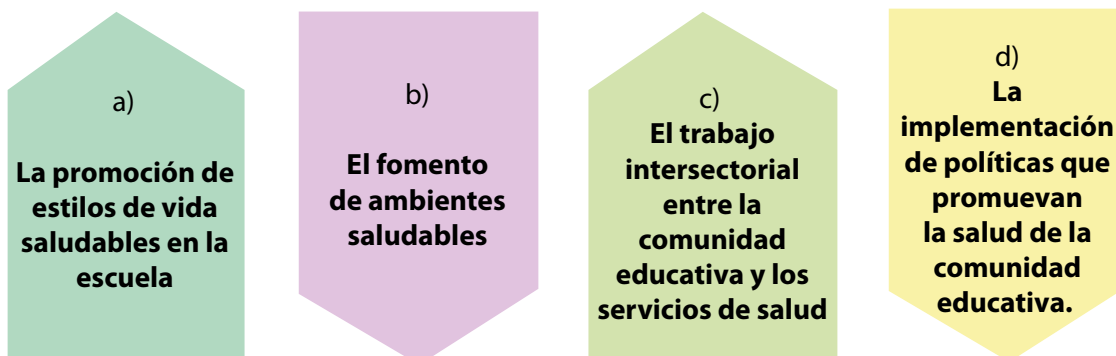 a)
La promoción de
estilos de vida
saludables en la
escuela
b)
El fomento
de ambientes
saludables
c)
El trabajo
intersectorial
entre la
comunidad
educativa y los
servicios de salud
d)
La
implementación
de políticas que
promuevan
la salud de la
comunidad
educativa.